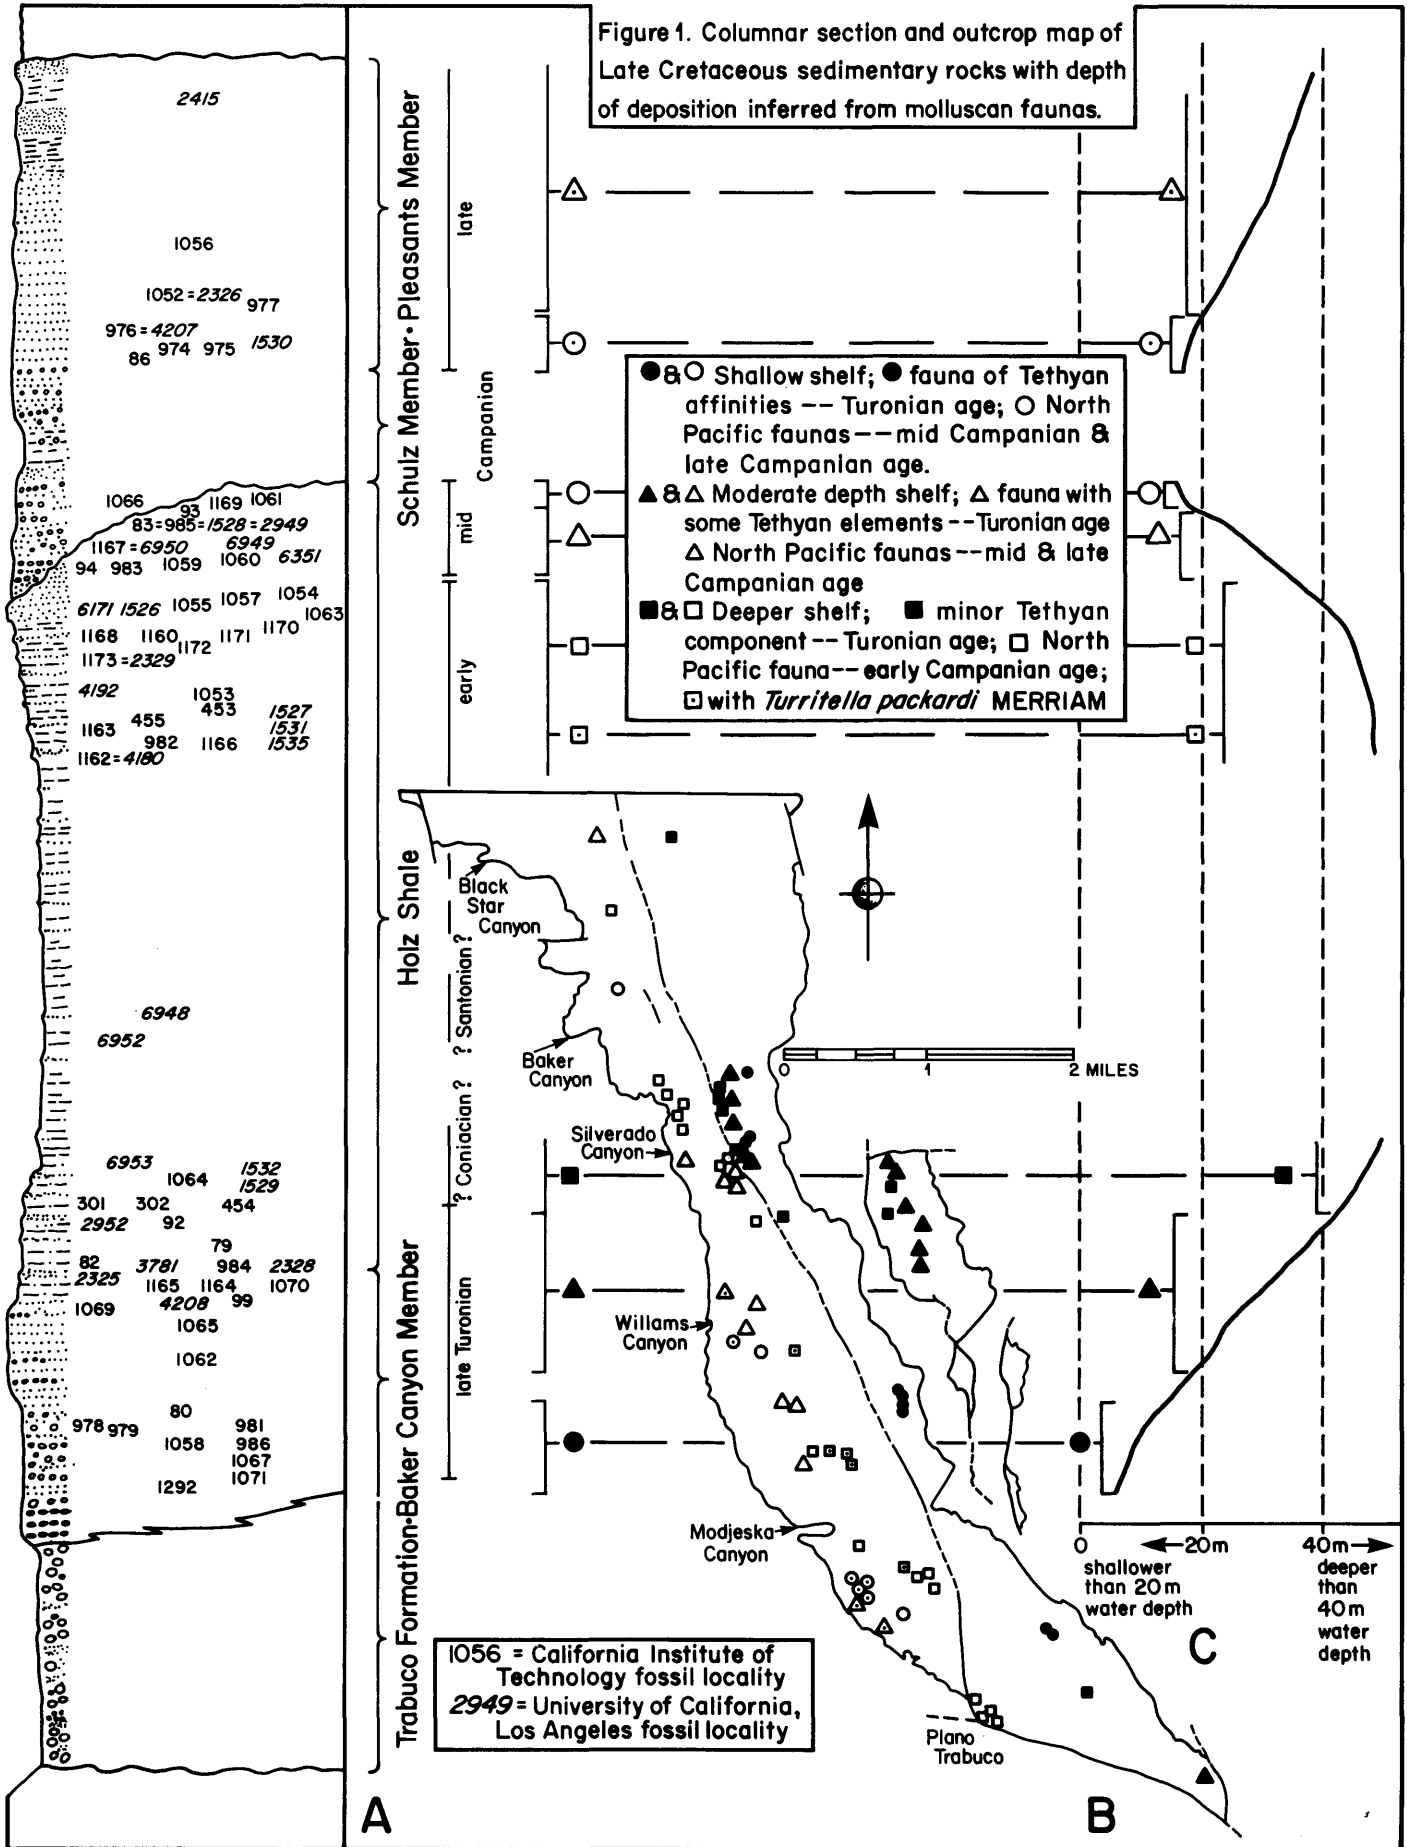 Figure 1. Columnar section and outcrop map of
Late Cretaceous sedimentary rocks with depth
of deposition inferred from molluscan faunas.
2415
1056
1052 = 2326 977
976 = 4207
974 975 1530
86
1066 93 1169 1061
83=985=1528=2949
1167 = 6950 6949
94 983 1059 1060 6351
6171 1526 1055 1057 1054
1063
1168 1160 1172 1171 1170
1173 = 2329
4192 1053
453 1527
1163 455 1531
982 1166 1535
1162 = 4180
6948
6952
6953 1532
1064 1529
301 302 454
2952 92
79
82 3781 984 2328
2325 1165 1164 1070
1069 4208 99
1065
1062
80
978 979 981
1058 986
1067
1292 1071
Trabuco Formation·Baker Canyon Member
Holz Shale
Schulz Member·Pleasants Member
late
Campanian
mid
early
? Santonian ?
? Coniacian ?
late Turonian
●&○ Shallow shelf; ● fauna of Tethyan
affinities -- Turonian age; ○ North
Pacific faunas -- mid Campanian &
late Campanian age.
▲&△ Moderate depth shelf; △ fauna with
some Tethyan elements -- Turonian age
△ North Pacific faunas -- mid & late
Campanian age
■&□ Deeper shelf; ■ minor Tethyan
component -- Turonian age; □ North
Pacific fauna -- early Campanian age;
⊡ with Turritella packardi MERRIAM
Black
Star
Canyon
Baker
Canyon
Silverado
Canyon
Willams
Canyon
Modjeska
Canyon
Plano
Trabuco
0 1 2 MILES
0 20m 40m
shallower
than 20m
water depth
deeper
than
40m
water
depth
1056 = California Institute of
Technology fossil locality
2949 = University of California,
Los Angeles fossil locality
A
B
C